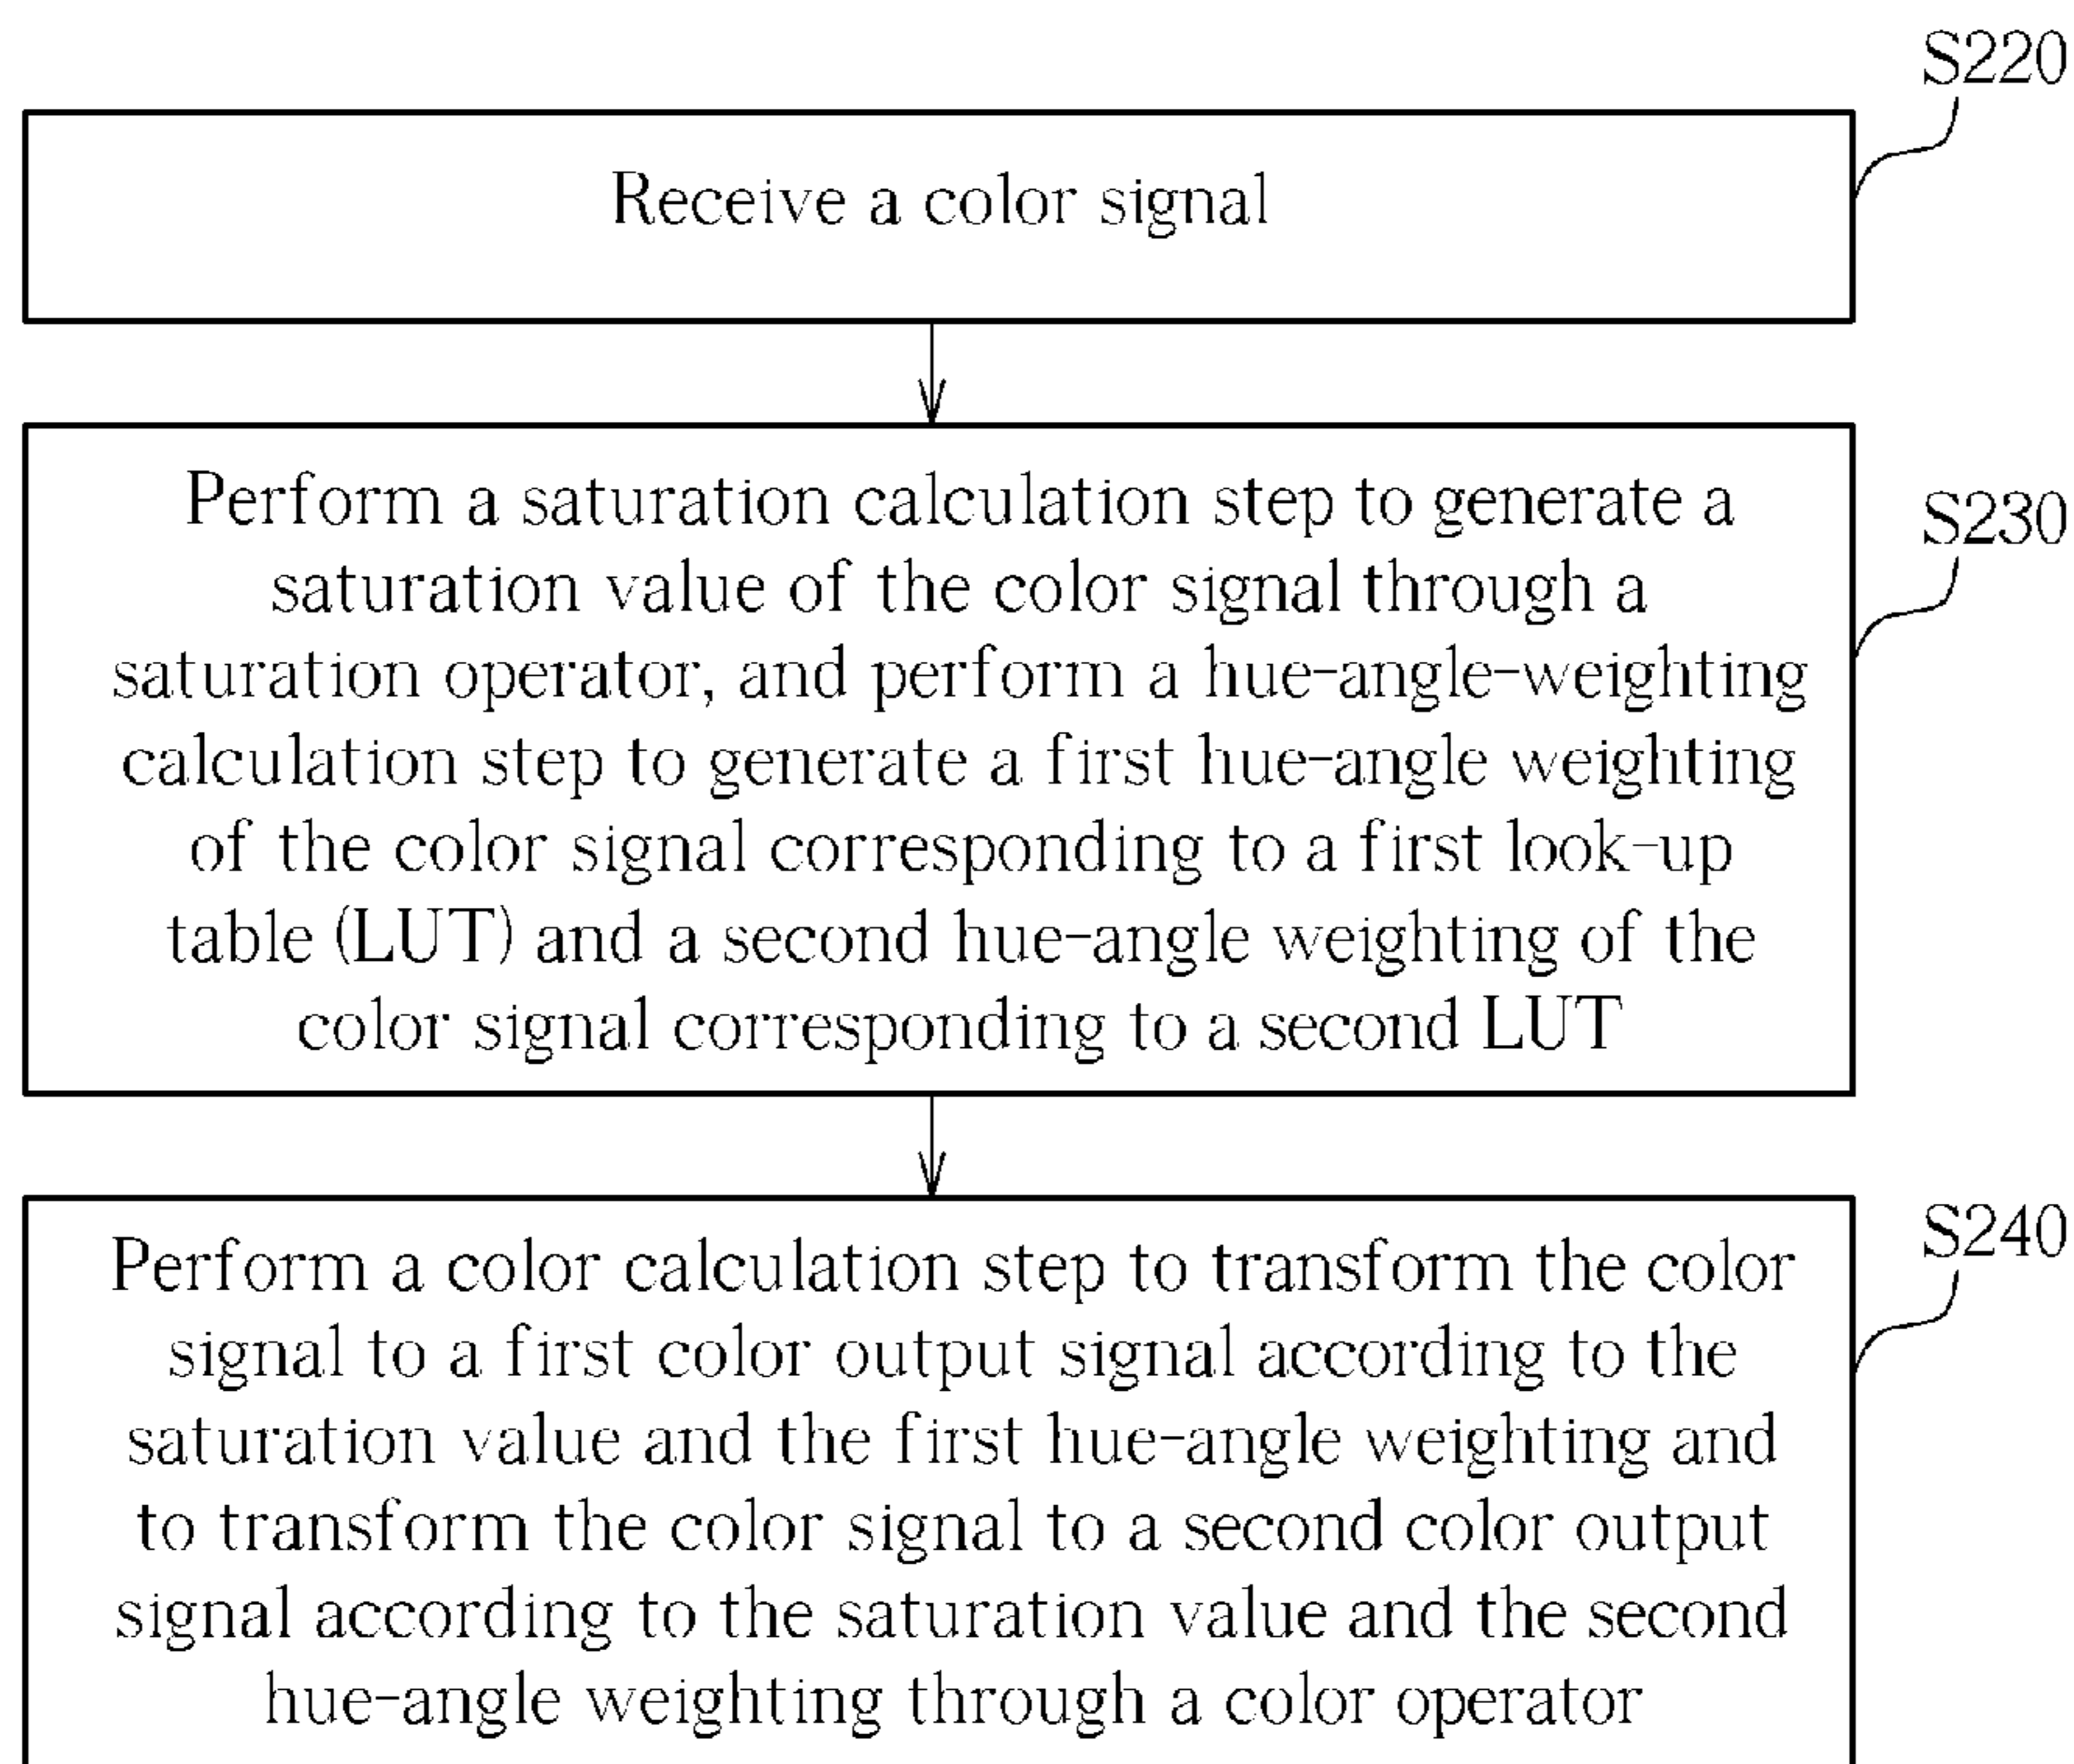 S220
Receive a color signal
Perform a saturation calculation step to generate a
S230
saturation value of the color signal through a
saturation operator, and perform a hue-angle-weighting
calculation step to generate a first hue-angle weighting
of the color signal corresponding to a first look-up
table (LUT) and a second hue-angle weighting of the
color signal corresponding to a second LUT
S240
Perform a color calculation step to transform the color
signal to a first color output signal according to the
saturation value and the first hue-angle weighting and
to transform the color signal to a second color output
signal according to the saturation value and the second
hue-angle weighting through a color operator